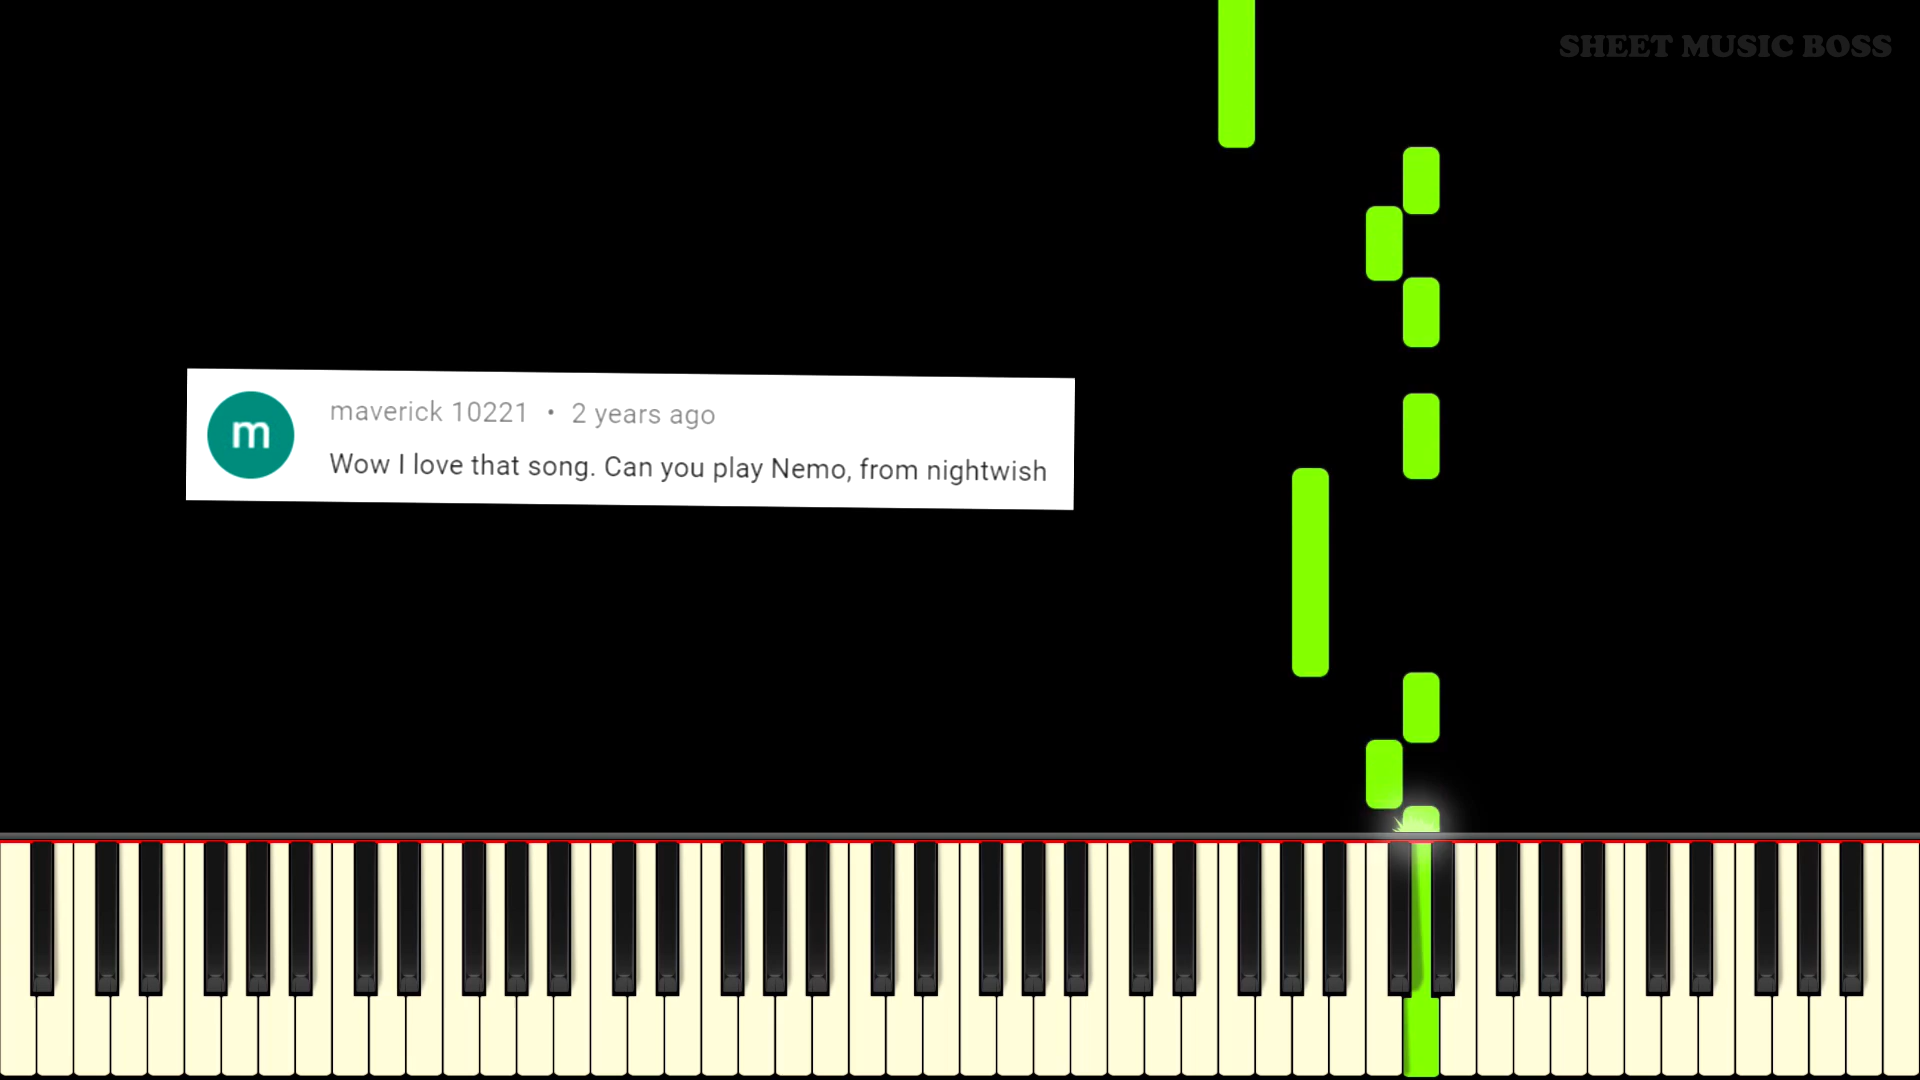 SHEET MUSIC BOSS
m
maverick 10221 • 2 years ago
Wow I love that song. Can you play Nemo, from nightwish